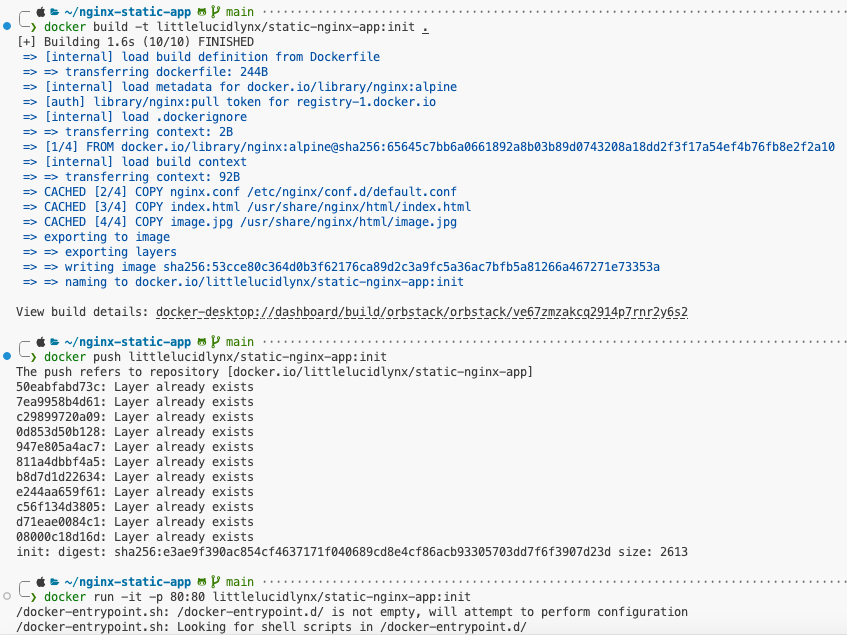 ~/nginx-static-app main
❯ docker build -t littlelucidlynx/static-nginx-app:init .
[+] Building 1.6s (10/10) FINISHED
=> [internal] load build definition from Dockerfile
=> => transferring dockerfile: 244B
=> [internal] load metadata for docker.io/library/nginx:alpine
=> [auth] library/nginx:pull token for registry-1.docker.io
=> [internal] load .dockerignore
=> => transferring context: 2B
=> [1/4] FROM docker.io/library/nginx:alpine@sha256:65645c7bb6a0661892a8b03b89d0743208a18dd2f3f17a54ef4b76fb8e2f2a10
=> [internal] load build context
=> => transferring context: 92B
=> CACHED [2/4] COPY nginx.conf /etc/nginx/conf.d/default.conf
=> CACHED [3/4] COPY index.html /usr/share/nginx/html/index.html
=> CACHED [4/4] COPY image.jpg /usr/share/nginx/html/image.jpg
=> exporting to image
=> => exporting layers
=> => writing image sha256:53cce80c364d0b3f62176ca89d2c3a9fc5a36ac7bfb5a81266a467271e73353a
=> => naming to docker.io/littlelucidlynx/static-nginx-app:init
View build details: docker-desktop://dashboard/build/orbstack/orbstack/ve67zmzakcq2914p7rnr2y6s2
~/nginx-static-app main
❯ docker push littlelucidlynx/static-nginx-app:init
The push refers to repository [docker.io/littlelucidlynx/static-nginx-app]
50eabfabd73c: Layer already exists
7ea9958b4d61: Layer already exists
c29899720a09: Layer already exists
0d853d50b128: Layer already exists
947e805a4ac7: Layer already exists
811a4dbbf4a5: Layer already exists
b8d7d1d22634: Layer already exists
e244aa659f61: Layer already exists
c56f134d3805: Layer already exists
d71eae0084c1: Layer already exists
08000c18d16d: Layer already exists
init: digest: sha256:e3ae9f390ac854cf4637171f040689cd8e4cf86acb93305703dd7f6f3907d23d size: 2613
~/nginx-static-app main
❯ docker run -it -p 80:80 littlelucidlynx/static-nginx-app:init
/docker-entrypoint.sh: /docker-entrypoint.d/ is not empty, will attempt to perform configuration
/docker-entrypoint.sh: Looking for shell scripts in /docker-entrypoint.d/